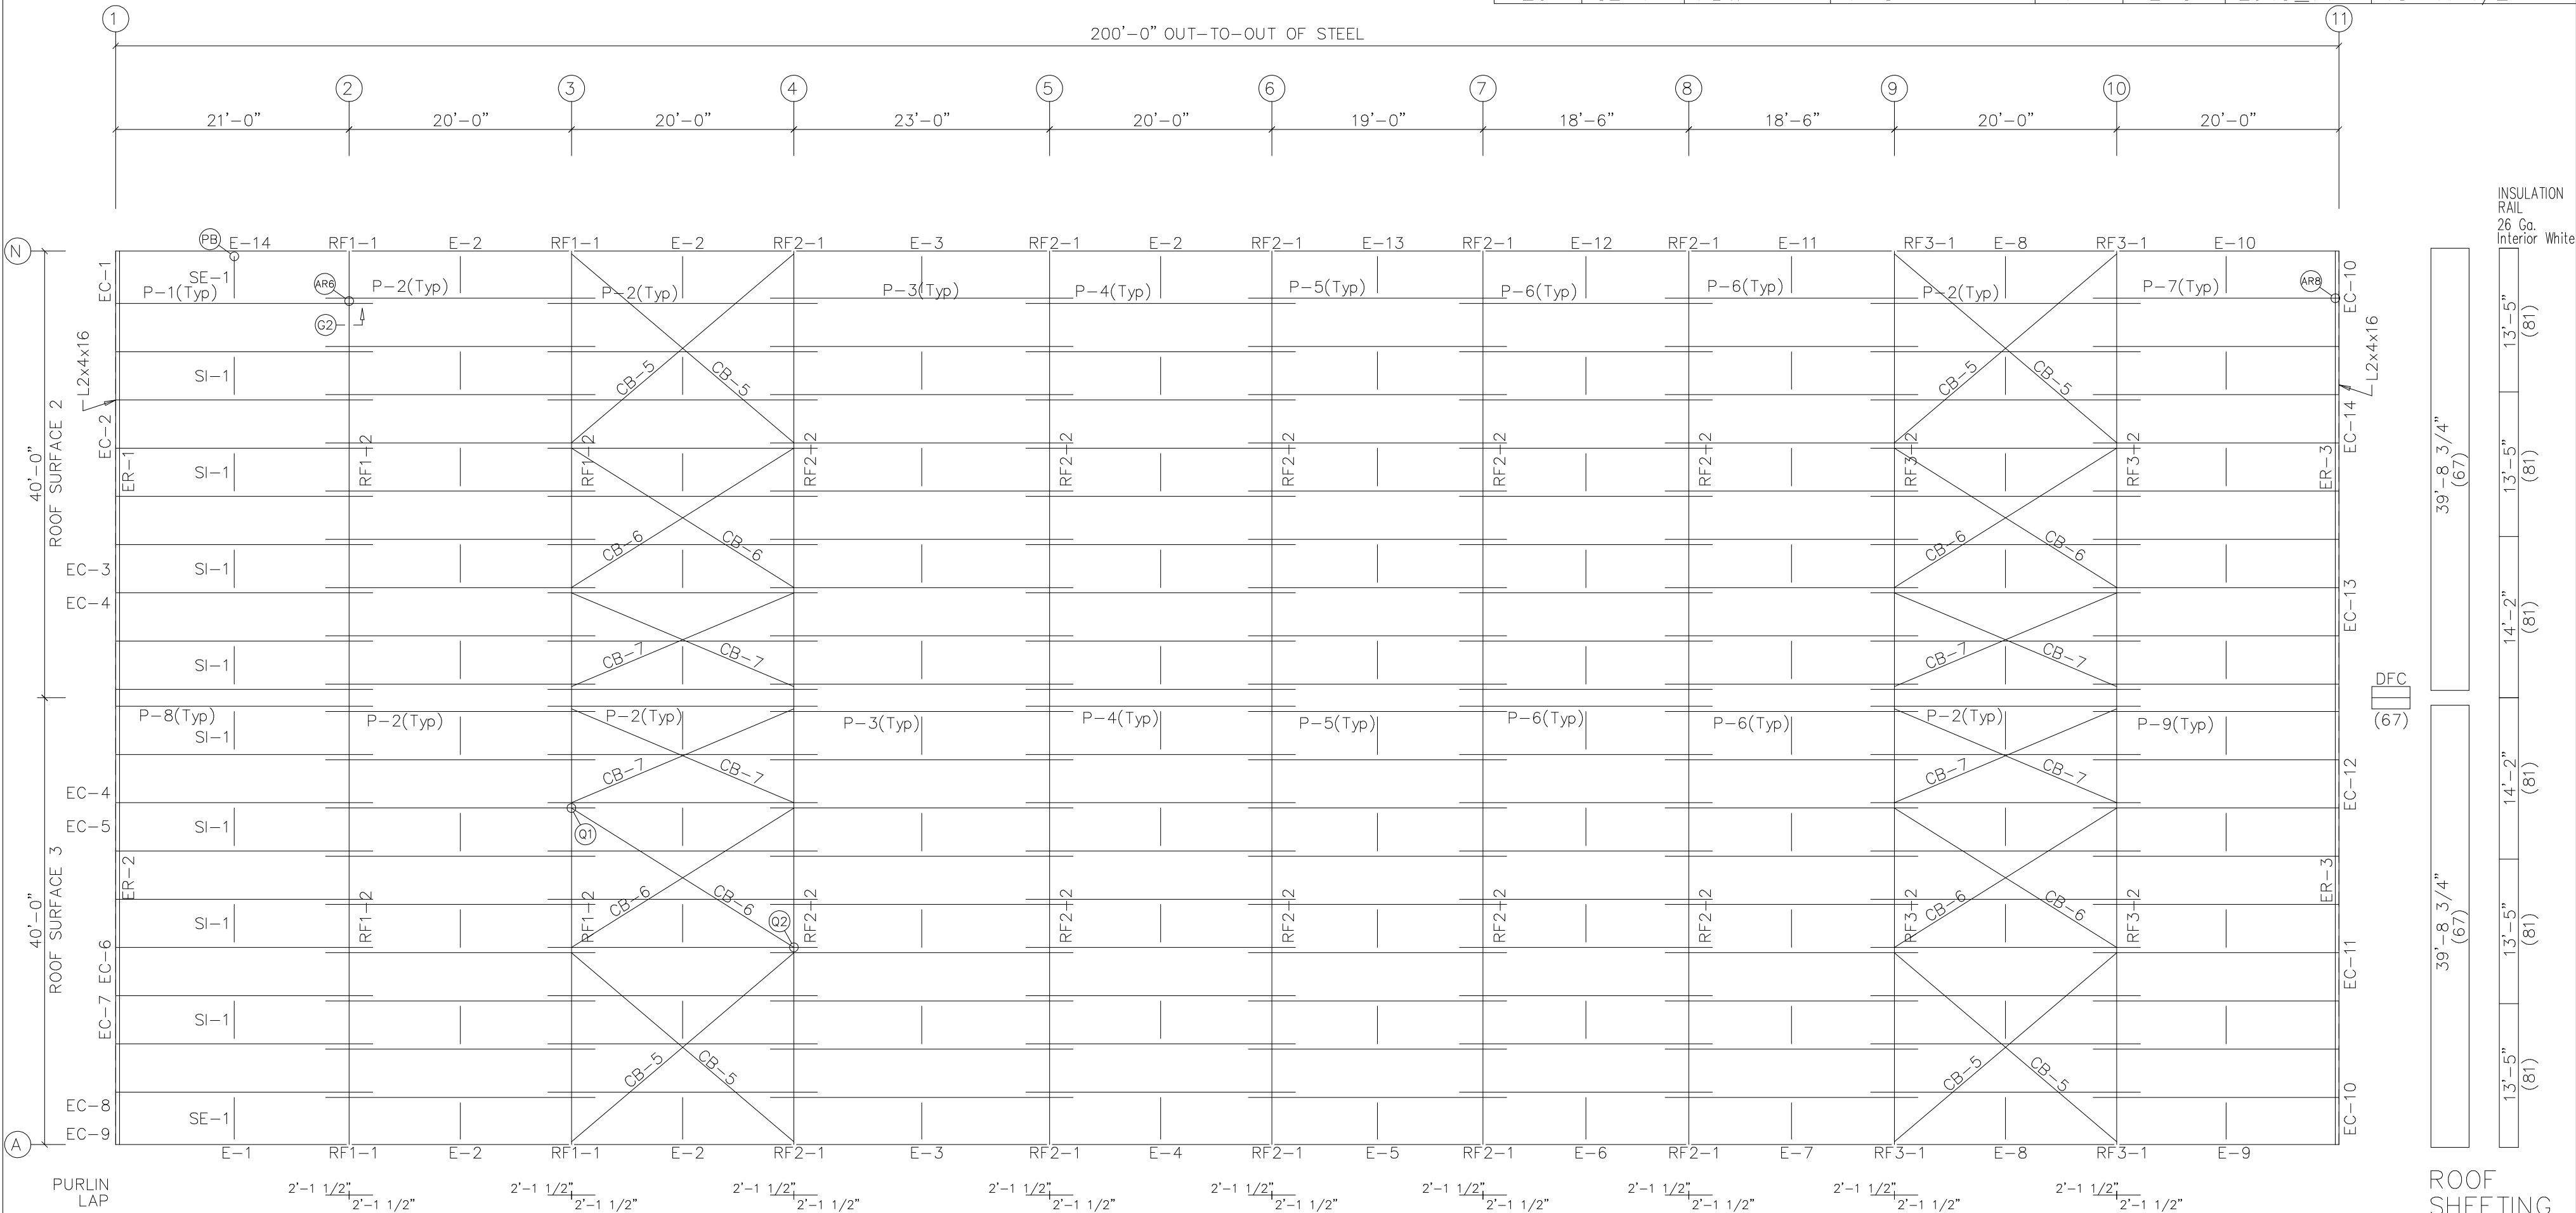 1
11
200'-0" OUT-TO-OUT OF STEEL
2 3 4 5 6 7 8 9 10
21'-0" 20'-0" 20'-0" 23'-0" 20'-0" 19'-0" 18'-6" 18'-6" 20'-0" 20'-0"
INSULATION
RAIL
26 Ga.
Interior White
N
PB E-14 RF1-1 E-2 RF1-1 E-2 RF2-1 E-3 RF2-1 E-2 RF2-1 E-13 RF2-1 E-12 RF2-1 E-11 RF3-1 E-8 RF3-1 E-10
EC-1 SE-1 EC-10
P-1(Typ) AR6 P-2(Typ) P-2(Typ) P-3(Typ) P-4(Typ) P-5(Typ) P-6(Typ) P-6(Typ) P-2(Typ) P-7(Typ) AR8
G2
L2x4x16 L2x4x16
SI-1 CB-5 CB-5 CB-5 CB-5
13'-5"
(81)
EC-2 EC-14
40'-0"
ROOF SURFACE 2
ER-1 SI-1 RF1-2 RF1-2 RF2-2 RF2-2 RF2-2 RF2-2 RF2-2 RF3-2 RF3-2 ER-3
39'-8 3/4"
(67)
13'-5"
(81)
CB-6 CB-6 CB-6 CB-6
EC-3 SI-1
EC-4 EC-13
14'-2"
(81)
SI-1 CB-7 CB-7 CB-7 CB-7
DFC
(67)
P-8(Typ) P-2(Typ) P-2(Typ) P-3(Typ) P-4(Typ) P-5(Typ) P-6(Typ) P-6(Typ) P-2(Typ) P-9(Typ)
SI-1
CB-7 CB-7 CB-7 CB-7
EC-4 EC-12
14'-2"
(81)
EC-5 SI-1 Q1
40'-0"
ROOF SURFACE 3
ER-2 ER-3
CB-6 CB-6 CB-6 CB-6
SI-1 RF1-2 RF1-2 Q2 RF2-2 RF2-2 RF2-2 RF2-2 RF2-2 RF3-2 RF3-2
39'-8 3/4"
(67)
13'-5"
(81)
EC-6 EC-11
EC-7 SI-1
CB-5 CB-5 CB-5 CB-5
13'-5"
(81)
EC-8 SE-1 EC-10
EC-9
A
E-1 RF1-1 E-2 RF1-1 E-2 RF2-1 E-3 RF2-1 E-4 RF2-1 E-5 RF2-1 E-6 RF2-1 E-7 RF3-1 E-8 RF3-1 E-9
PURLIN
LAP
2'-1 1/2" 2'-1 1/2" 2'-1 1/2" 2'-1 1/2" 2'-1 1/2" 2'-1 1/2" 2'-1 1/2" 2'-1 1/2" 2'-1 1/2"
2'-1 1/2" 2'-1 1/2" 2'-1 1/2" 2'-1 1/2" 2'-1 1/2" 2'-1 1/2" 2'-1 1/2" 2'-1 1/2" 2'-1 1/2"
ROOF
SHEETING